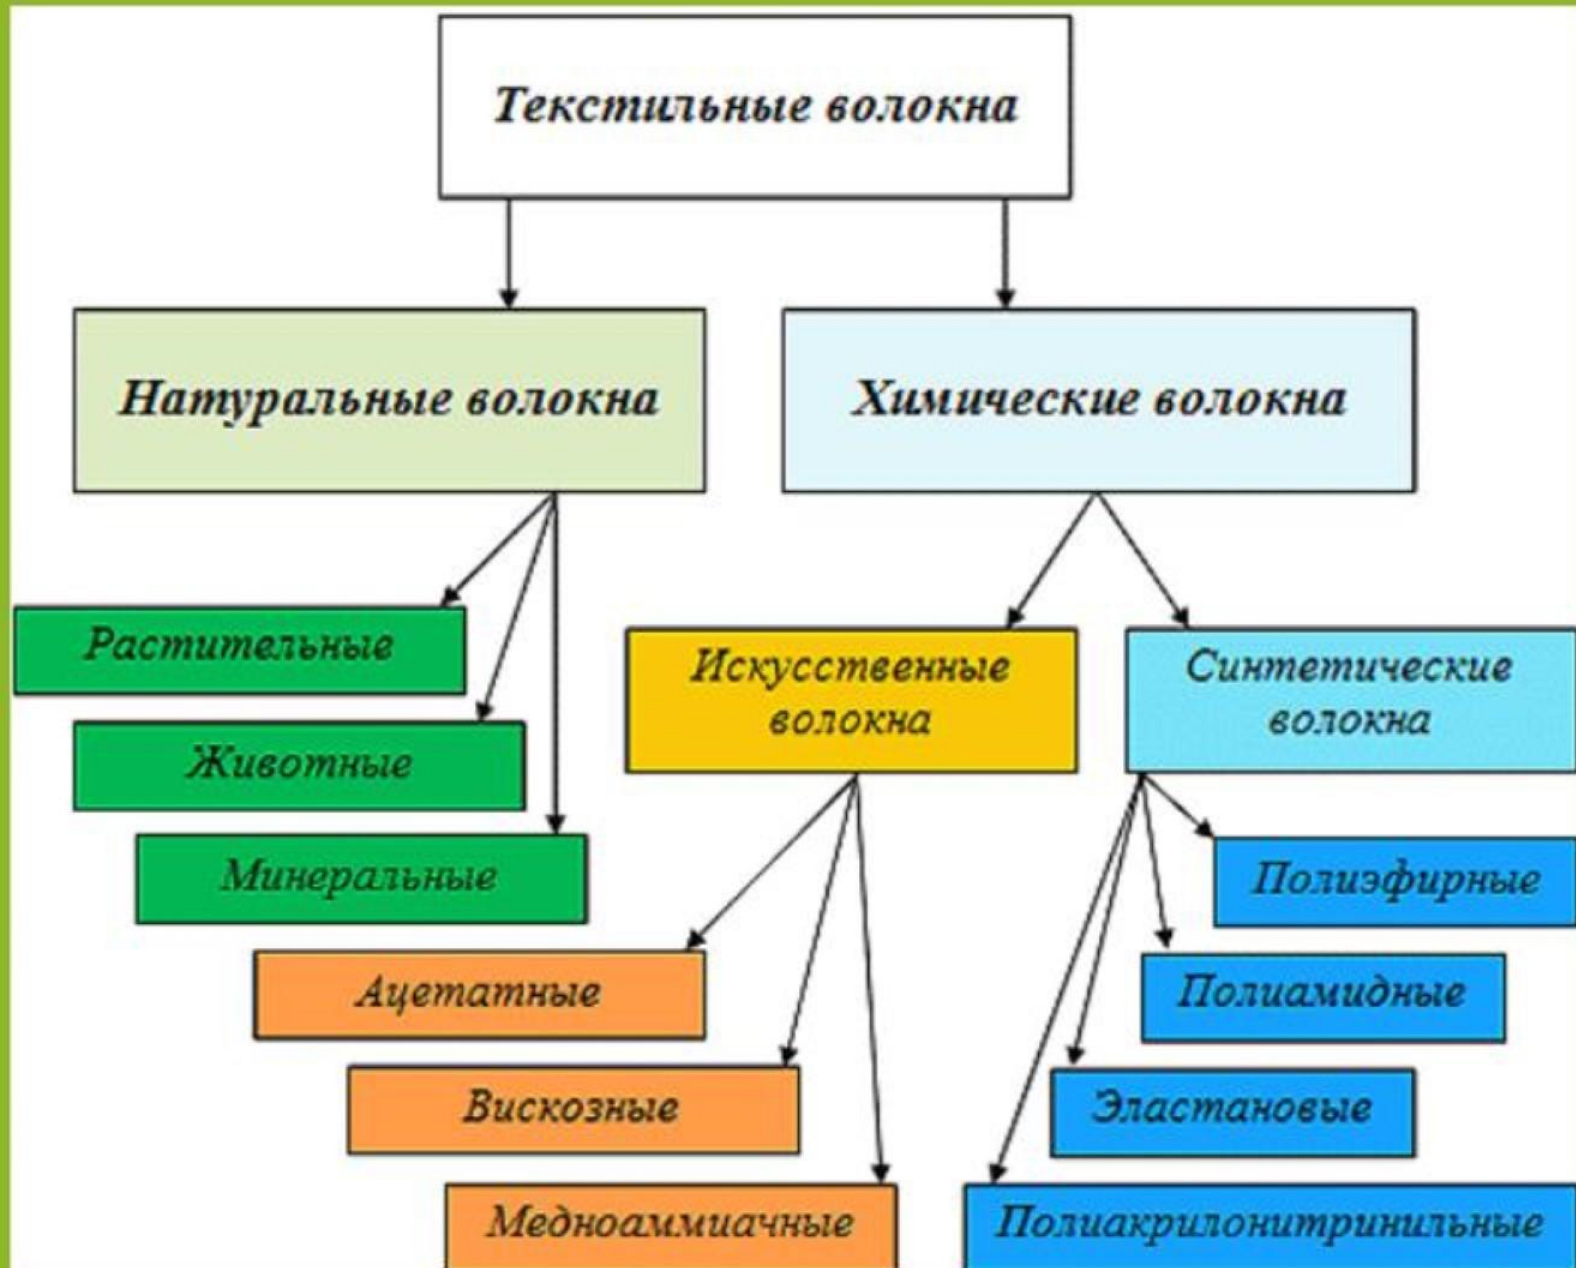 Текстильные волокна
Натуральные волокна
Химические волокна
Растительные
Животные
Минеральные
Искусственные
волокна
Синтетические
волокна
Ацетатные
Вискозные
Медноаммиачные
Полиэфирные
Полиамидные
Эластановые
Полиакрилонитринильные